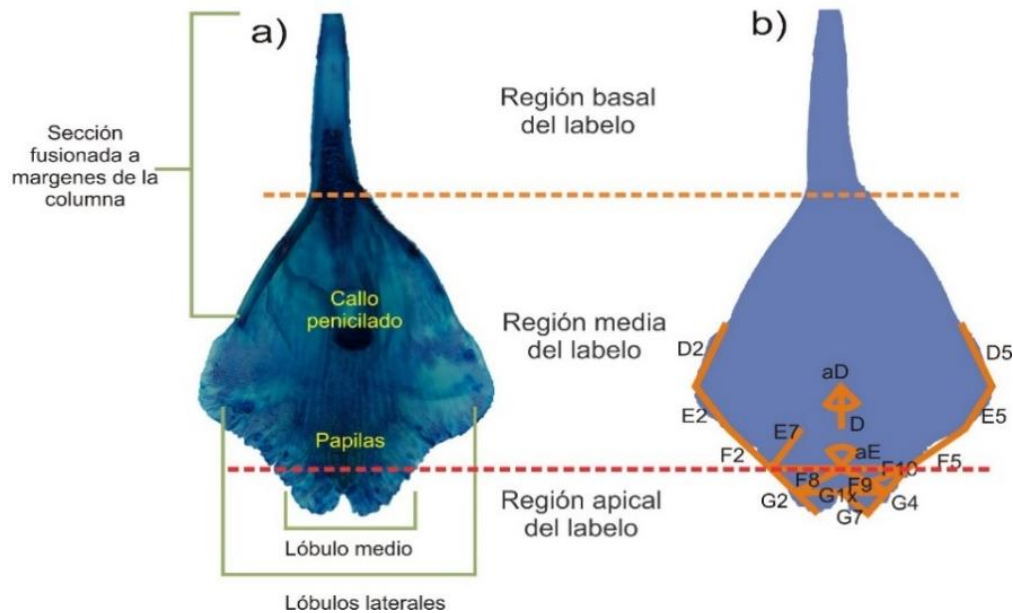 a)
b)
Región basal
del labelo
Sección
fusionada a
margenes de la
columna
Callo
penicilado
Región media
del labelo
D2
D5
aD
E2
D
E5
E7
Papilas
F2
aE
F5
F10
F8
F9
G2
G1x
G4
G7
Región apical
del labelo
Lóbulo medio
Lóbulos laterales